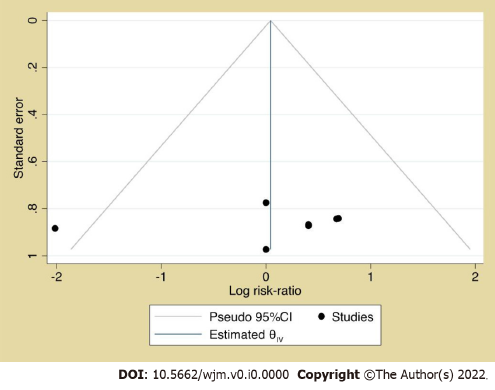 0
.2
.4
.6
.8
1
Standard error
-2
-1
0
1
2
Log risk-ratio
Pseudo 95%CI
Studies
Estimated θiv
DOI: 10.5662/wjm.v0.i0.0000 Copyright ©The Author(s) 2022.